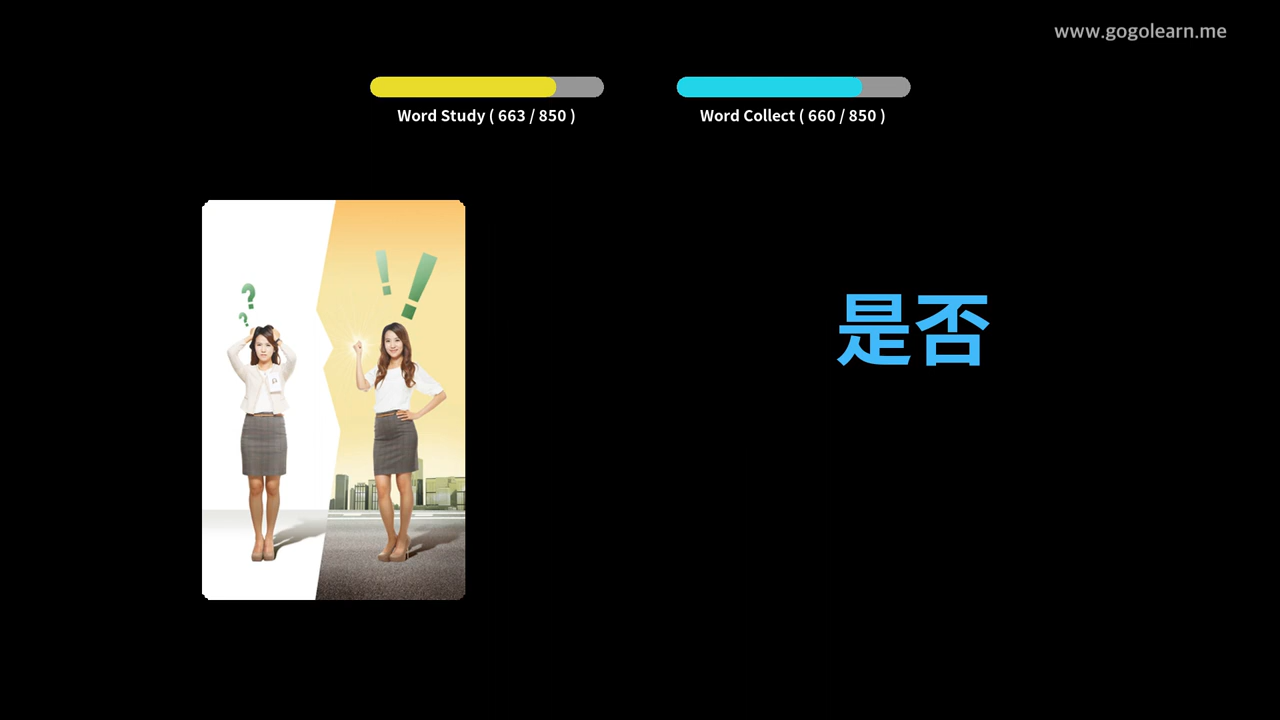 www.gogolearn.me
Word Study ( 663 / 850 )
Word Collect ( 660 / 850 )
? ?
! !
是否